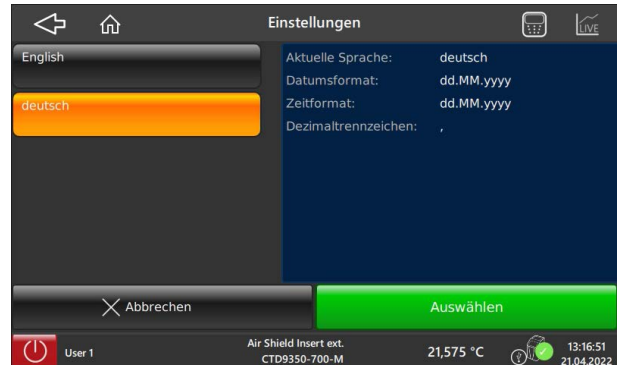 Einstellungen
LIVE
English
deutsch
Aktuelle Sprache: deutsch
Datumsformat: dd.MM.yyyy
Zeitformat: dd.MM.yyyy
Dezimaltrennzeichen: ,
Abbrechen
Auswählen
User 1
Air Shield Insert ext.
CTD9350-700-M
21,575 °C
13:16:51
21.04.2022